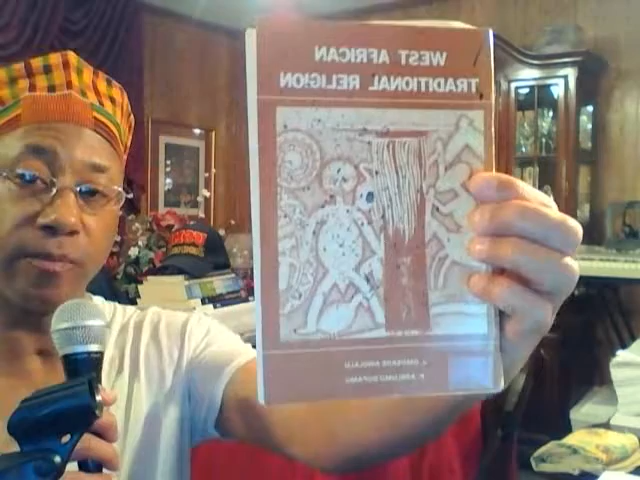 WEST AFRICAN
TRADITIONAL RELIGION
J. OMOSADE AWOLALU
P. ADELUMO DOPAMU